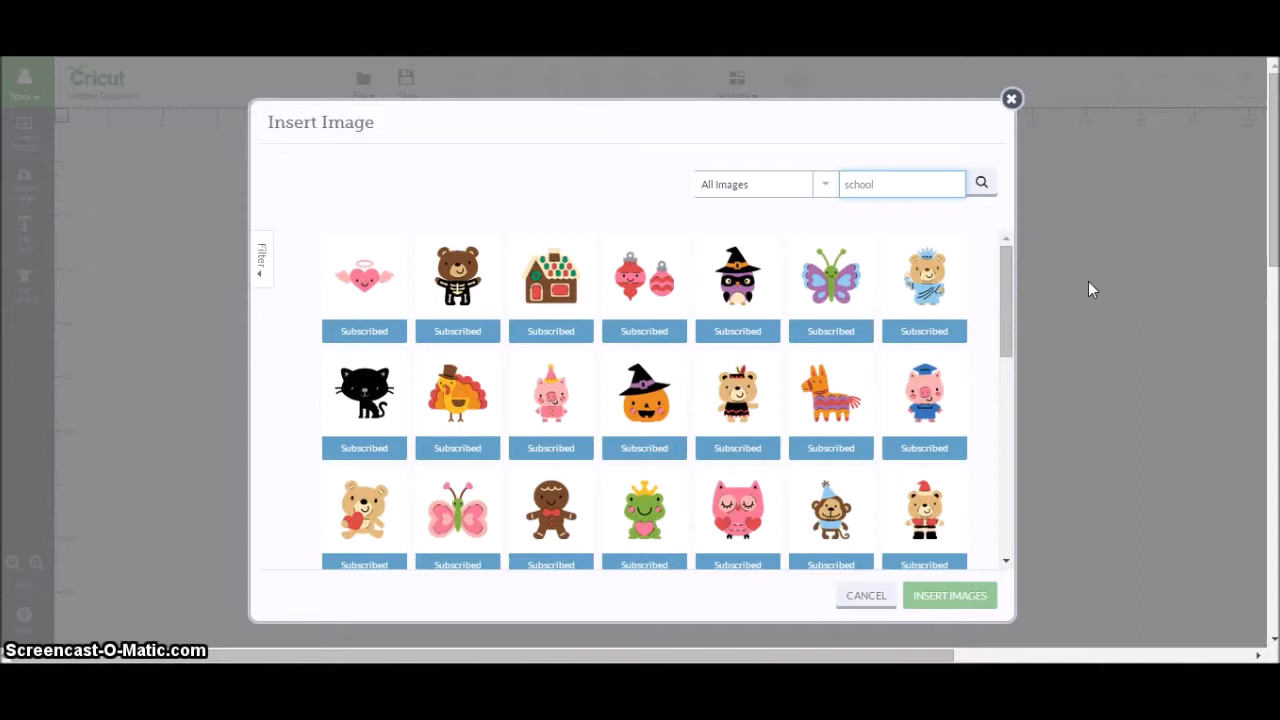 Cricut
Insert Image
All Images
school
Filter
Subscribed Subscribed Subscribed Subscribed Subscribed Subscribed Subscribed
Subscribed Subscribed Subscribed Subscribed Subscribed Subscribed Subscribed
Subscribed Subscribed Subscribed Subscribed Subscribed Subscribed Subscribed
CANCEL INSERT IMAGES
Screencast-O-Matic.com